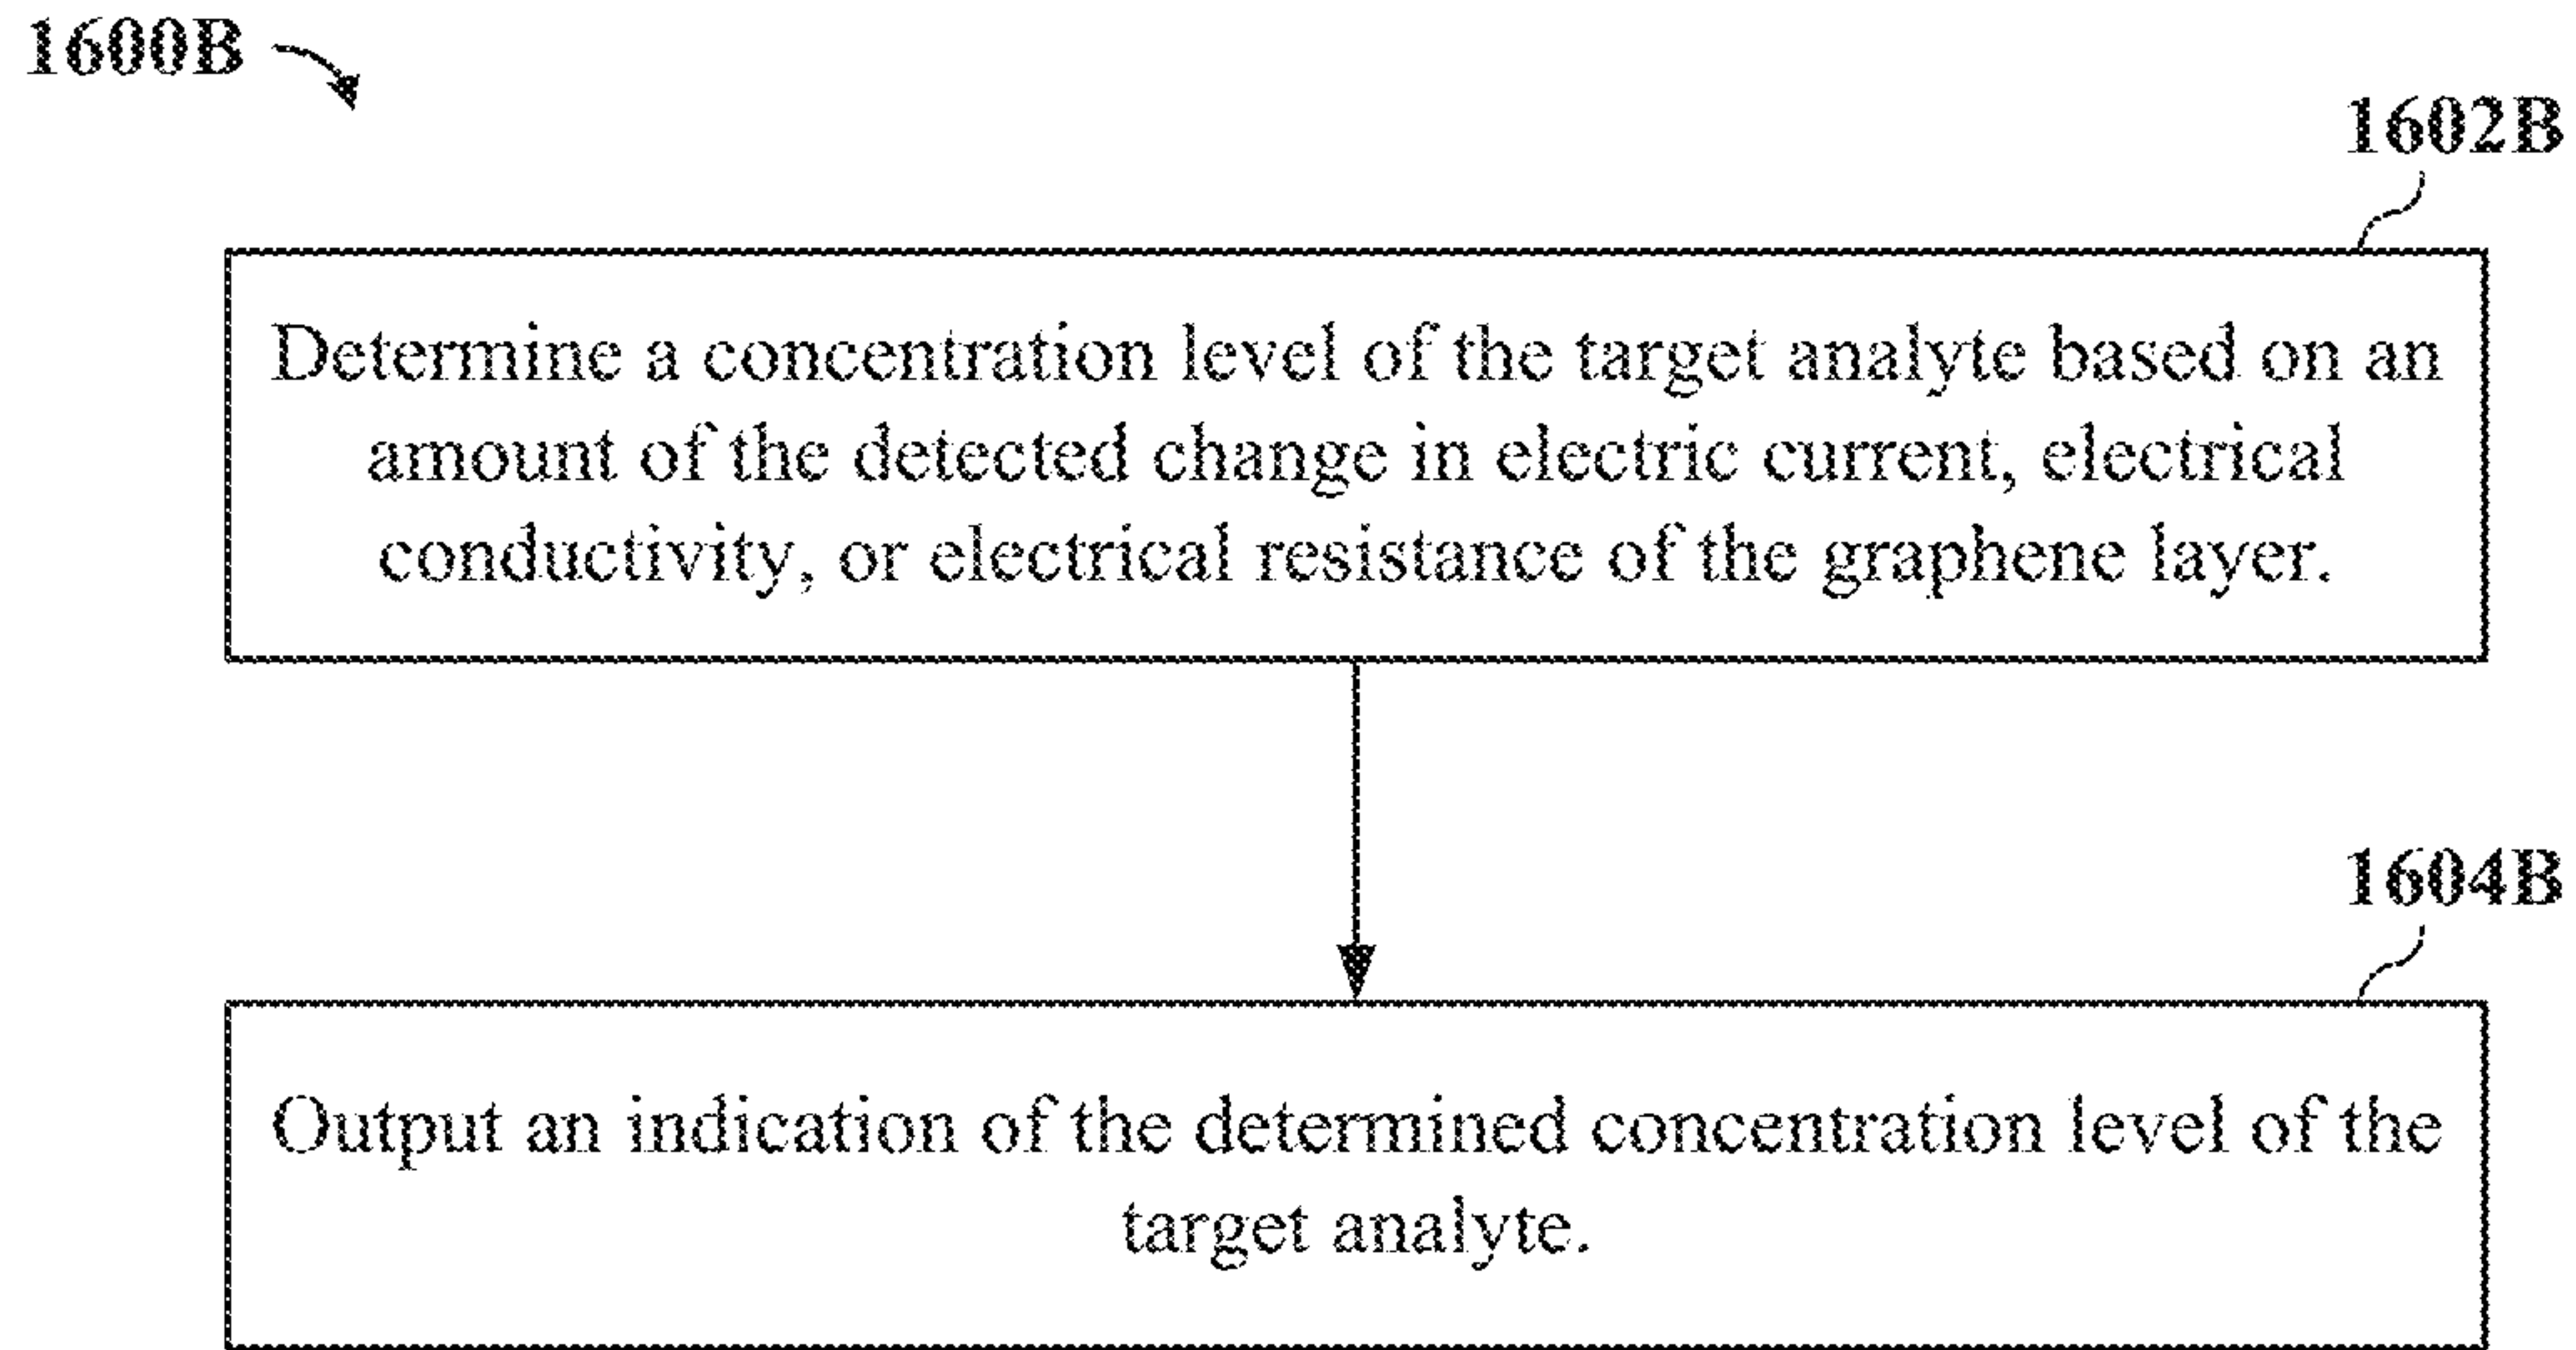 1600B
1602B
Determine a concentration level of the target analyte based on an
amount of the detected change in electric current, electrical
conductivity, or electrical resistance of the graphene layer.
1604B
Output an indication of the determined concentration level of the
target analyte.